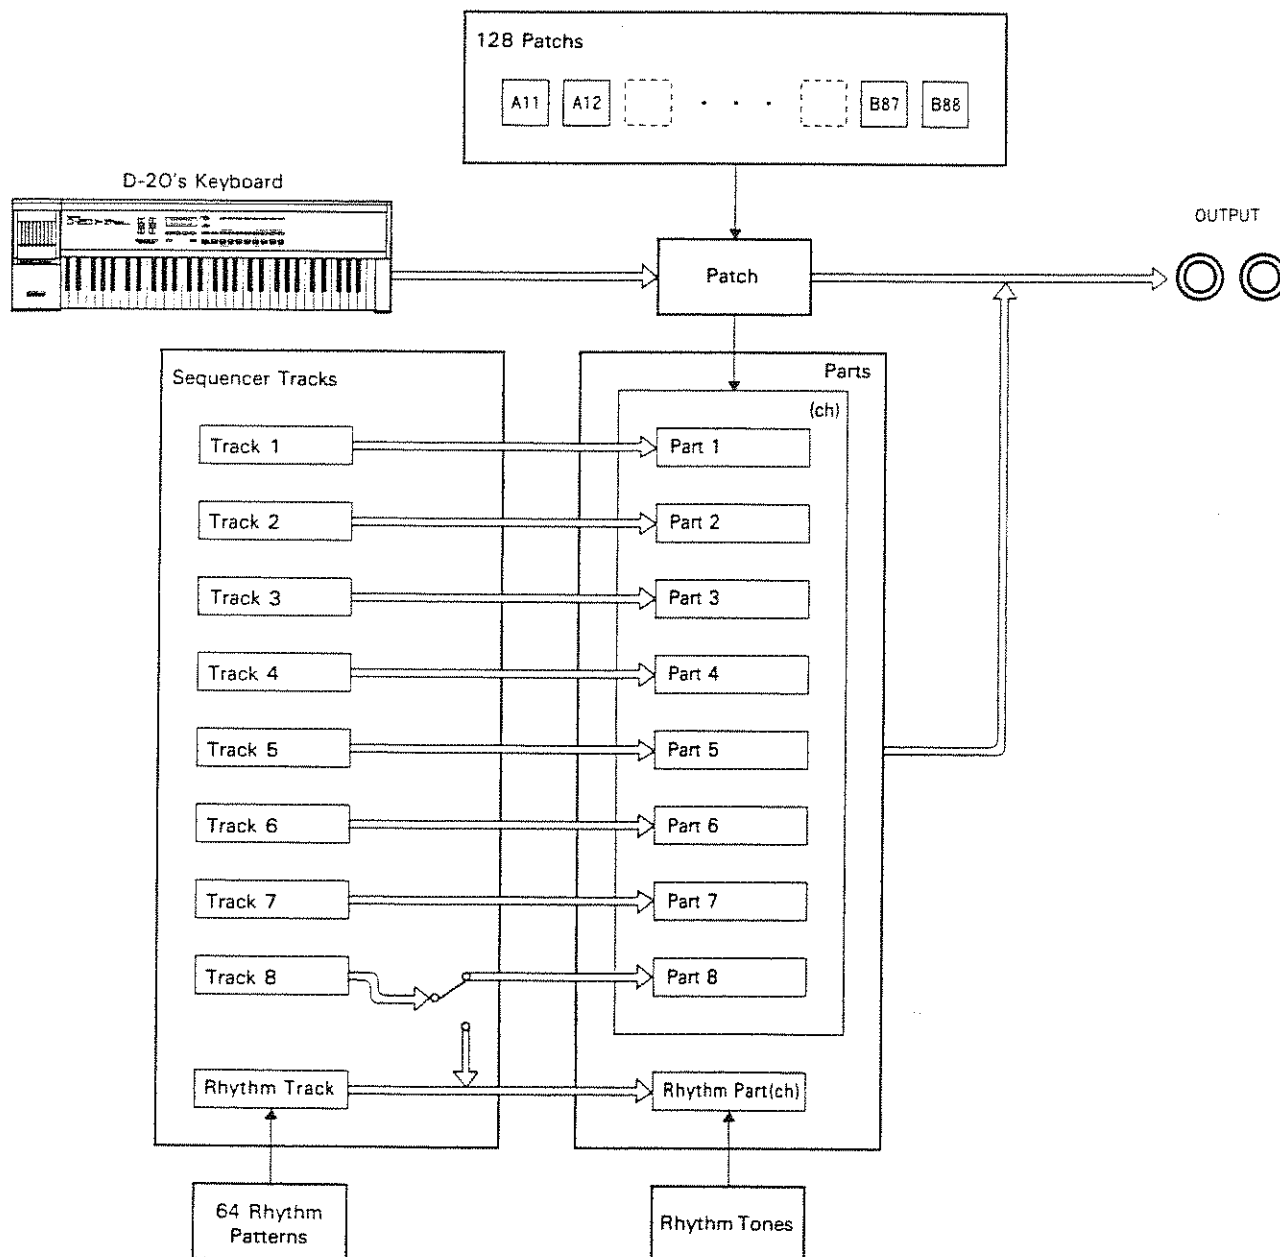 128 Patchs
A11 A12 . . . B87 B88
D-20's Keyboard
OUTPUT
Patch
Sequencer Tracks
Parts
(ch)
Track 1
Part 1
Track 2
Part 2
Track 3
Part 3
Track 4
Part 4
Track 5
Part 5
Track 6
Part 6
Track 7
Part 7
Track 8
Part 8
Rhythm Track
Rhythm Part(ch)
64 Rhythm
Patterns
Rhythm Tones